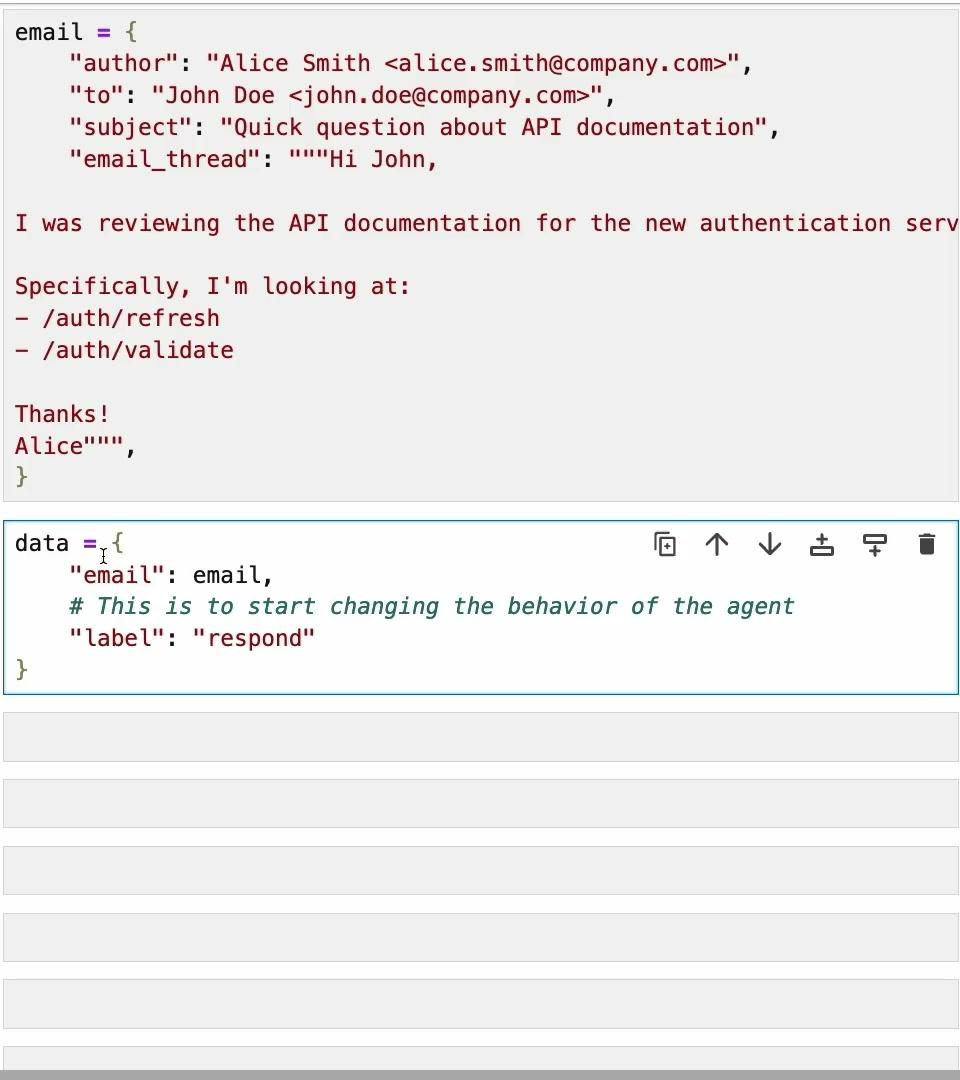 email = {
    "author": "Alice Smith <alice.smith@company.com>",
    "to": "John Doe <john.doe@company.com>",
    "subject": "Quick question about API documentation",
    "email_thread": """Hi John,
I was reviewing the API documentation for the new authentication serv
Specifically, I'm looking at:
- /auth/refresh
- /auth/validate
Thanks!
Alice""",
}
data = {
    "email": email,
    # This is to start changing the behavior of the agent
    "label": "respond"
}